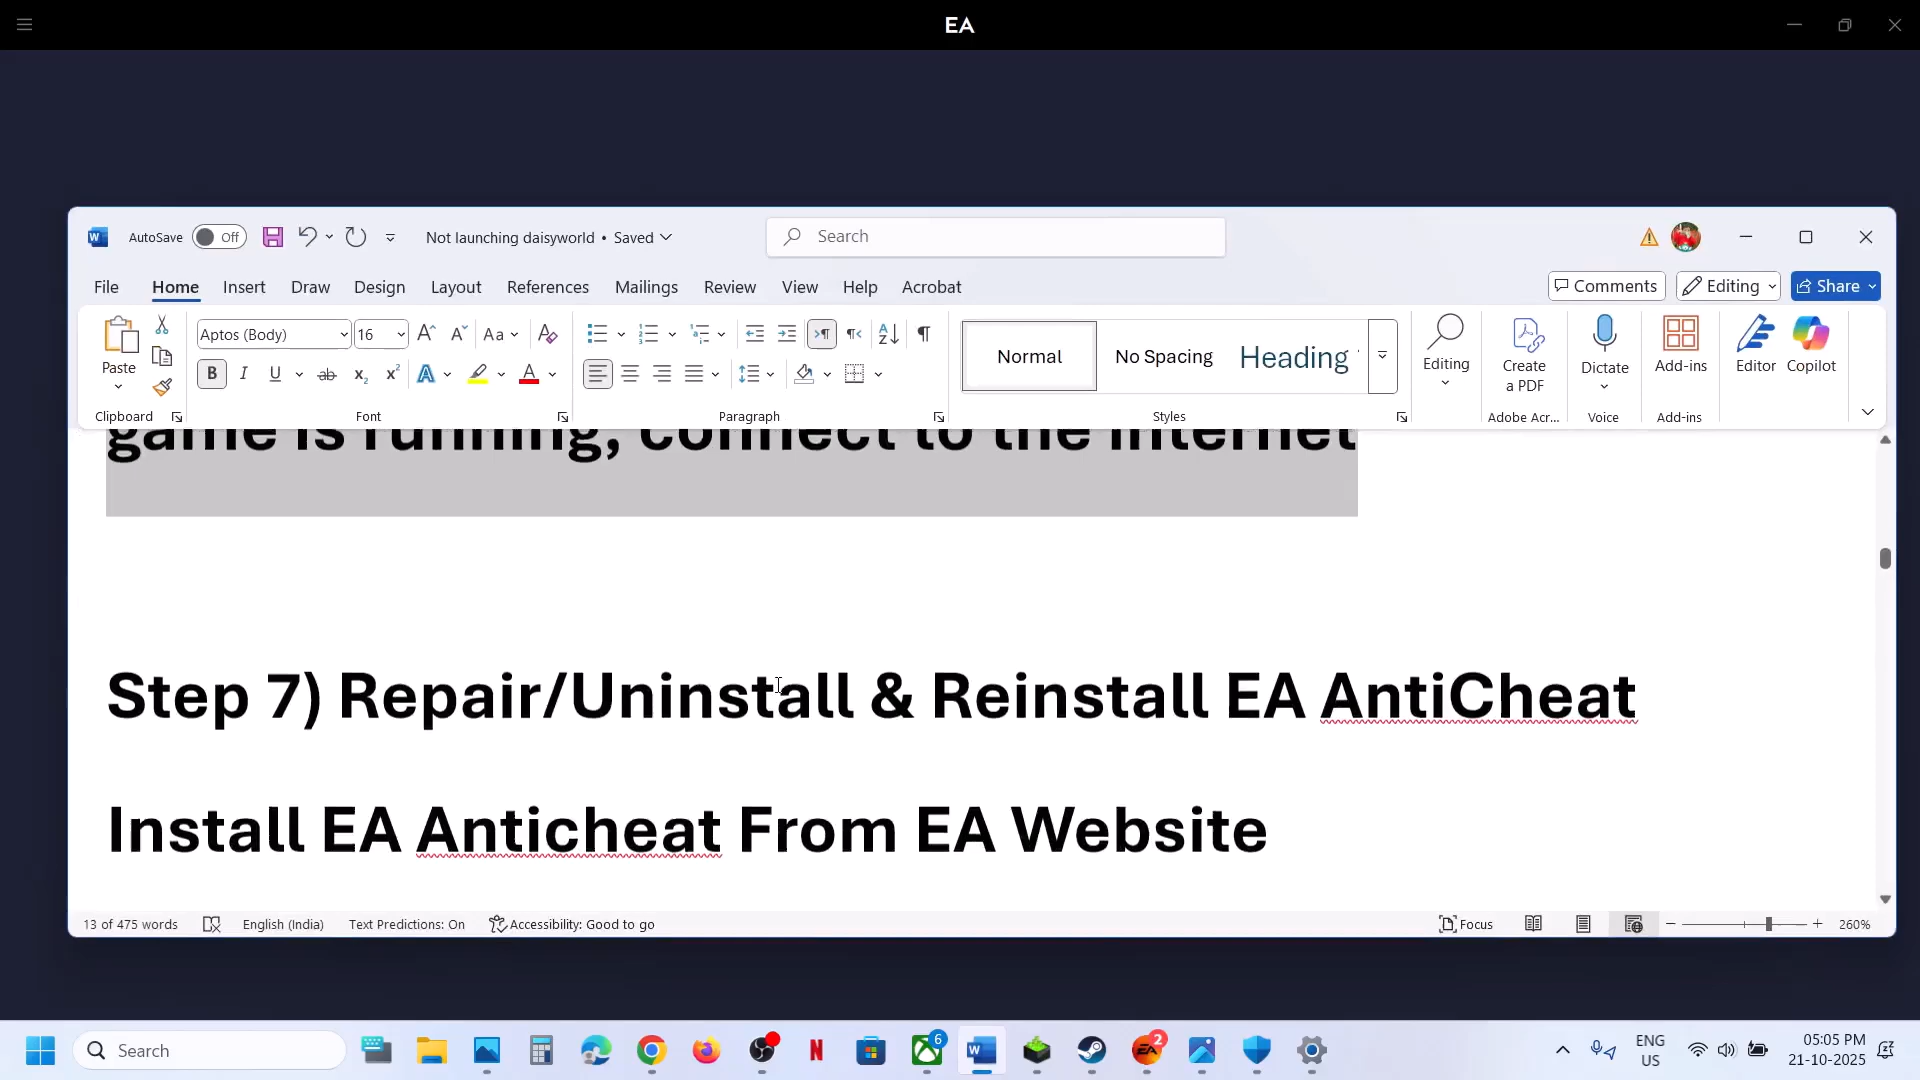 EA
AutoSave Off Not launching daisyworld • Saved Search
File Home Insert Draw Design Layout References Mailings Review View Help Acrobat Comments Editing Share
Aptos (Body) 16 Normal No Spacing Heading
Paste Editing Create a PDF Dictate Add-ins Editor Copilot
Clipboard Font Paragraph Styles Adobe Acr... Voice Add-ins
game is running, connect to the internet
Step 7) Repair/Uninstall & Reinstall EA AntiCheat
Install EA Anticheat From EA Website
13 of 475 words English (India) Text Predictions: On Accessibility: Good to go Focus 260%
Search 6 2 ENG US 05:05 PM 21-10-2025